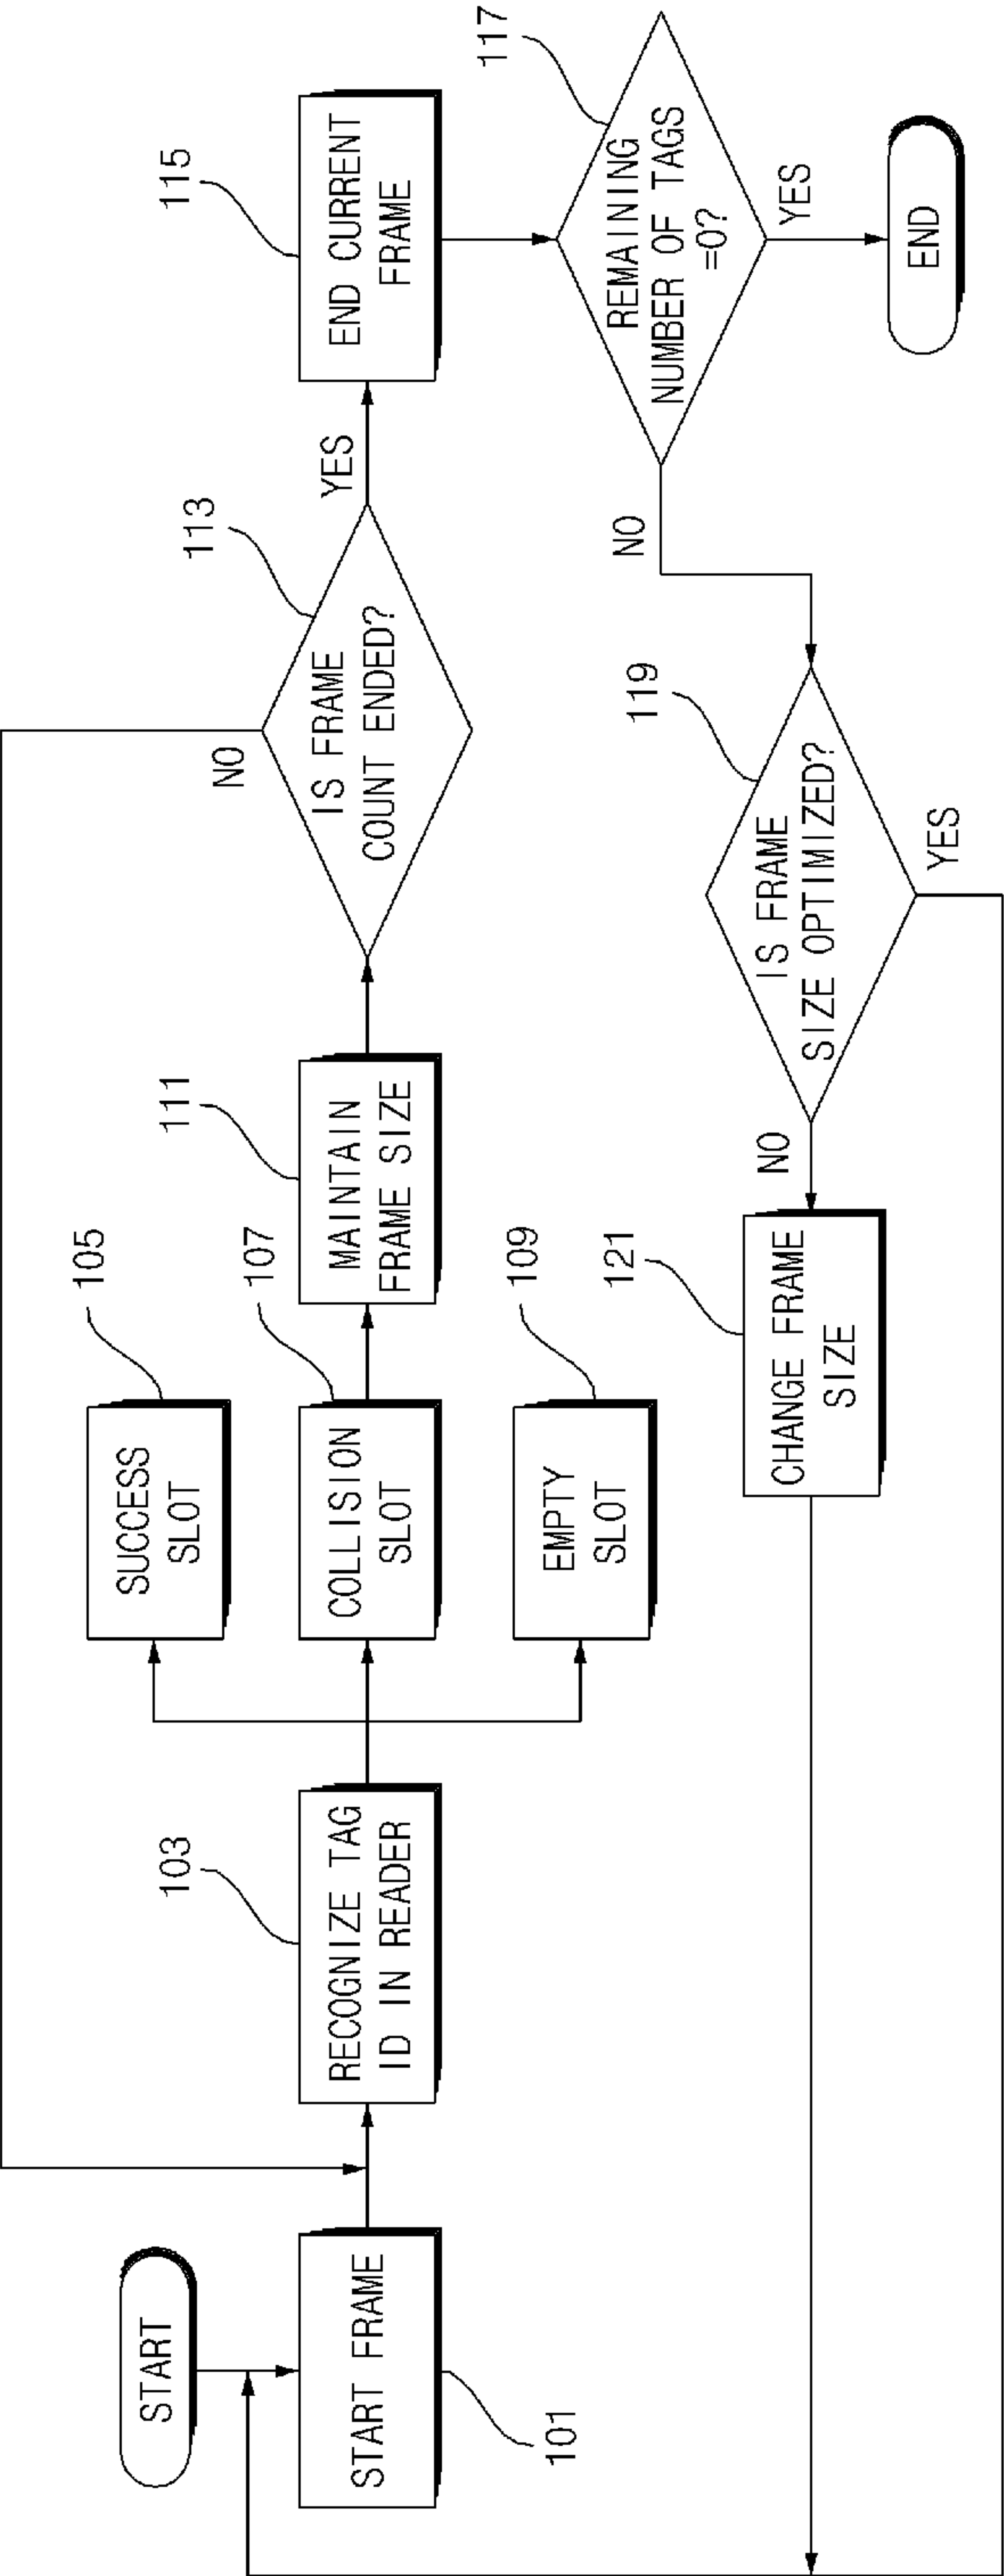 START
101
START FRAME
103
RECOGNIZE TAG
ID IN READER
105
SUCCESS
SLOT
107
COLLISION
SLOT
109
EMPTY
SLOT
111
MAINTAIN
FRAME SIZE
113
IS FRAME
COUNT ENDED?
NO
YES
115
END CURRENT
FRAME
117
REMAINING
NUMBER OF TAGS
=0?
YES
END
NO
119
IS FRAME
SIZE OPTIMIZED?
YES
NO
121
CHANGE FRAME
SIZE